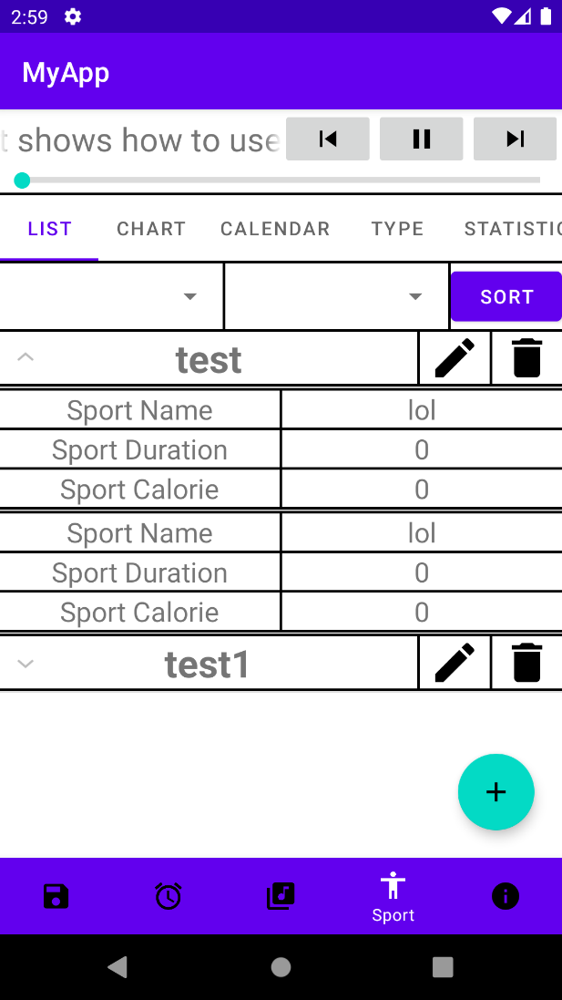 2:59
MyApp
shows how to use
LIST CHART CALENDAR TYPE STATISTIC
SORT
test
Sport Name lol
Sport Duration 0
Sport Calorie 0
Sport Name lol
Sport Duration 0
Sport Calorie 0
test1
Sport